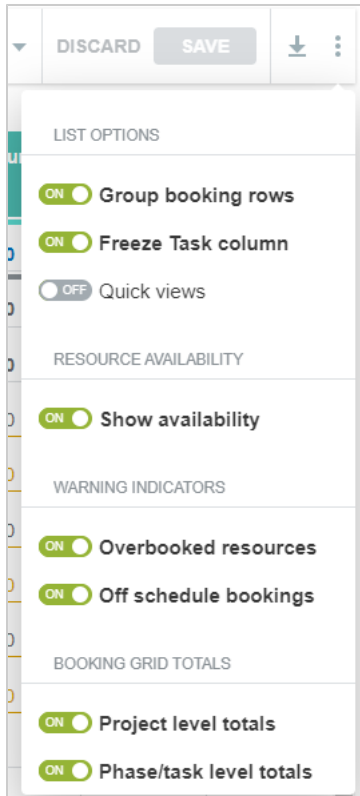 DISCARD SAVE
LIST OPTIONS
ON Group booking rows
ON Freeze Task column
OFF Quick views
RESOURCE AVAILABILITY
ON Show availability
WARNING INDICATORS
ON Overbooked resources
ON Off schedule bookings
BOOKING GRID TOTALS
ON Project level totals
ON Phase/task level totals